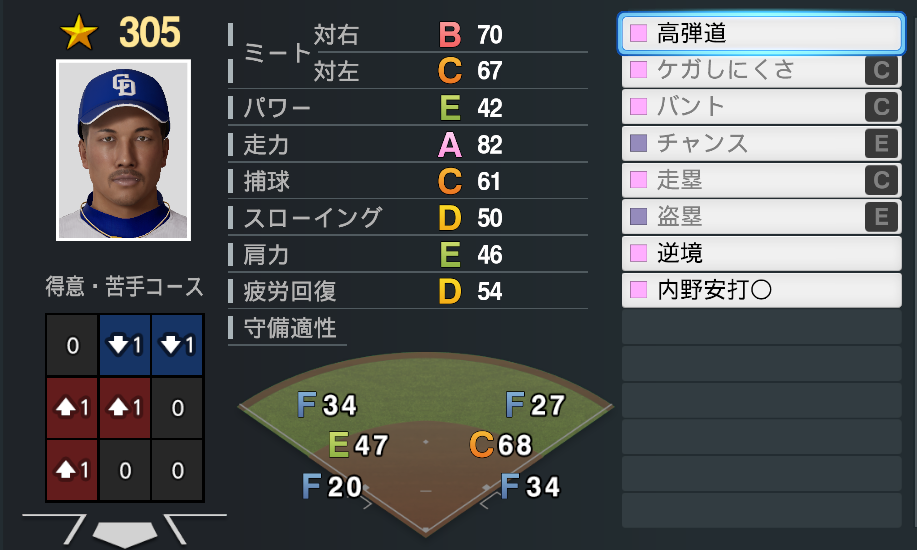 305
CD
得意・苦手コース
0 1 1
1 1 0
1 0 0
ミート 対右 B 70
対左 C 67
パワー E 42
走力 A 82
捕球 C 61
スローイング D 50
肩力 E 46
疲労回復 D 54
守備適性
F34 F27
E47 C68
F20 F34
高弾道
ケガしにくさ C
バント C
チャンス E
走塁 C
盗塁 E
逆境
内野安打〇